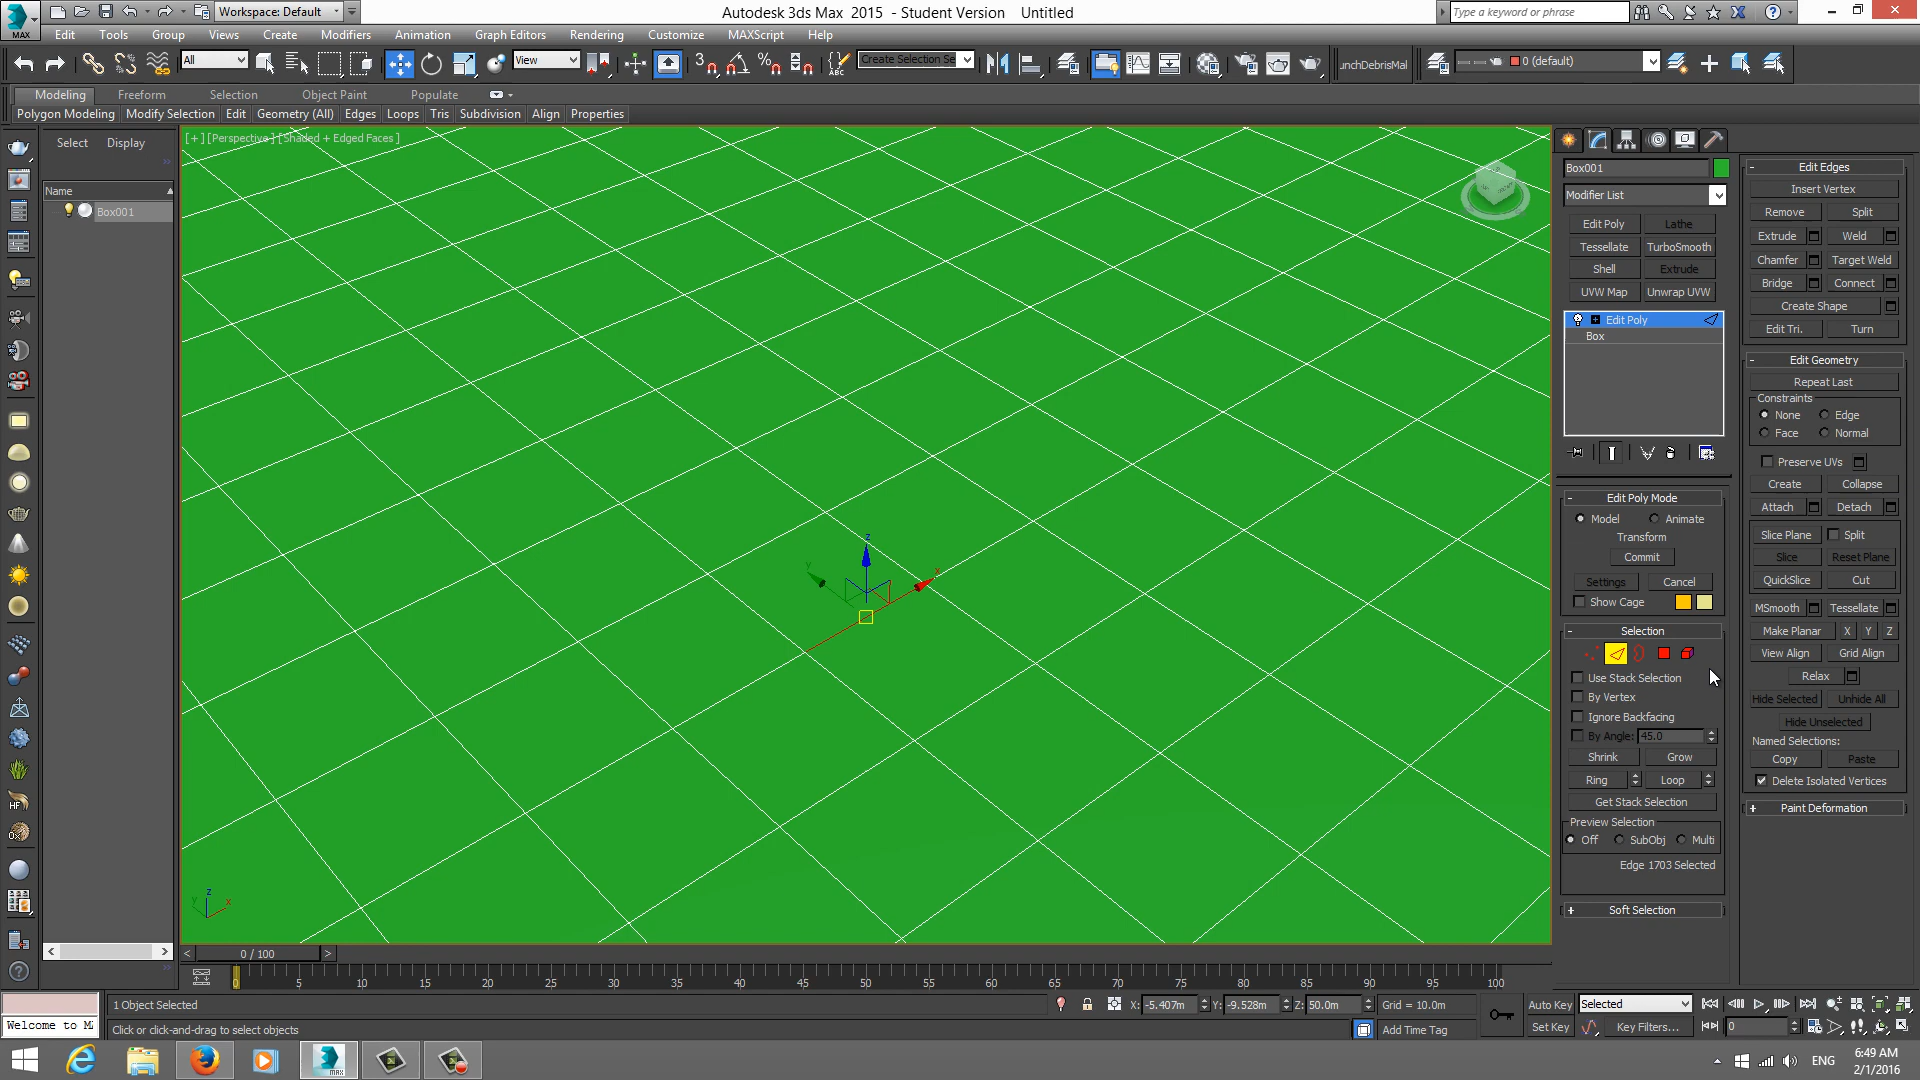 MAX
Workspace: Default
Autodesk 3ds Max 2015 - Student Version Untitled
Type a keyword or phrase
Edit Tools Group Views Create Modifiers Animation Graph Editors Rendering Customize MAXScript Help
All
View
3
ABC
Create Selection Se
unchDebrisMal
0 (default)
Modeling Freeform Selection Object Paint Populate
Polygon Modeling Modify Selection Edit Geometry (All) Edges Loops Tris Subdivision Align Properties
Select Display
Name
Box001
[+] [Perspective] [Shaded + Edged Faces]
z
y
x
z
y
x
Box001
Modifier List
Edit Poly Lathe
Tessellate TurboSmooth
Shell Extrude
UVW Map Unwrap UVW
Edit Poly
Box
Edit Poly Mode
Model Animate
Transform
Commit
Settings Cancel
Show Cage
Selection
Use Stack Selection
By Vertex
Ignore Backfacing
By Angle: 45.0
Shrink Grow
Ring Loop
Get Stack Selection
Preview Selection
Off SubObj Multi
Edge 1703 Selected
Soft Selection
Edit Edges
Insert Vertex
Remove Split
Extrude Weld
Chamfer Target Weld
Bridge Connect
Create Shape
Edit Tri. Turn
Edit Geometry
Repeat Last
Constraints
None Edge
Face Normal
Preserve UVs
Create Collapse
Attach Detach
Slice Plane Split
Slice Reset Plane
QuickSlice Cut
MSmooth Tessellate
Make Planar X Y Z
View Align Grid Align
Relax
Hide Selected Unhide All
Hide Unselected
Named Selections:
Copy Paste
Delete Isolated Vertices
Paint Deformation
HF
0 / 100
0 5 10 15 20 25 30 35 40 45 50 55 60 65 70 75 80 85 90 95 100
1 Object Selected
X: -5.407m Y: -9.528m Z: 50.0m Grid = 10.0m
Auto Key Selected
Welcome to M
Click or click-and-drag to select objects
Add Time Tag
Set Key Key Filters...
0
MAX
ENG
6:49 AM
2/1/2016